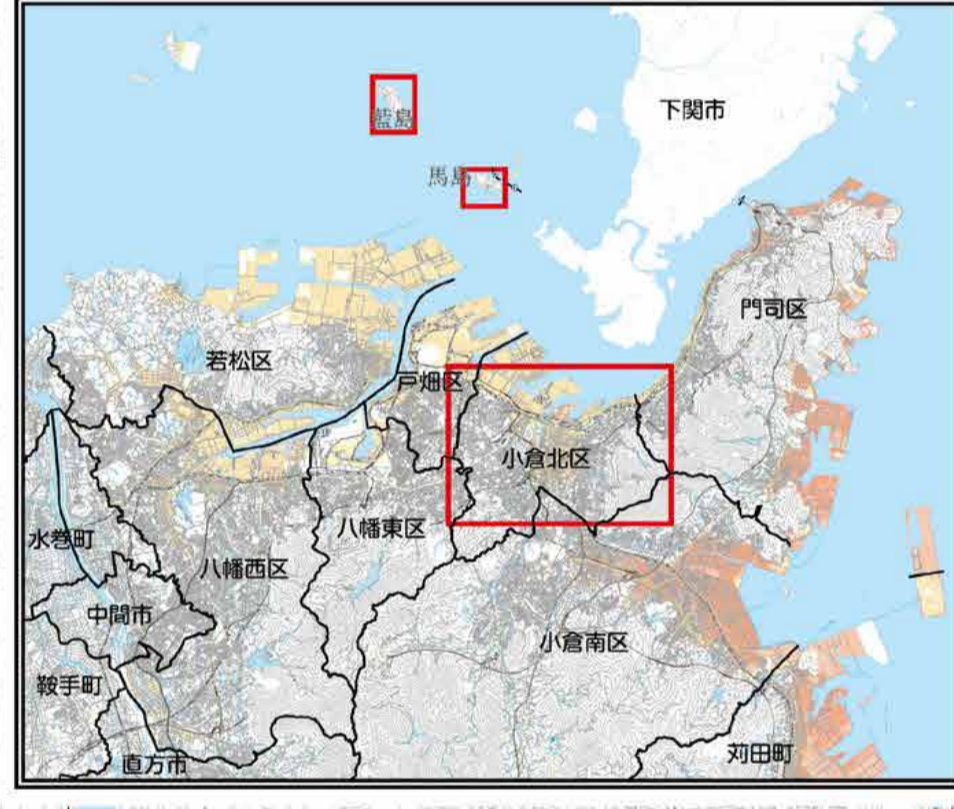 下関市
藍島
馬島
門司区
若松区
戸畑区
小倉北区
水巻町
八幡東区
八幡西区
中間市
小倉南区
鞍手町
直方市
苅田町